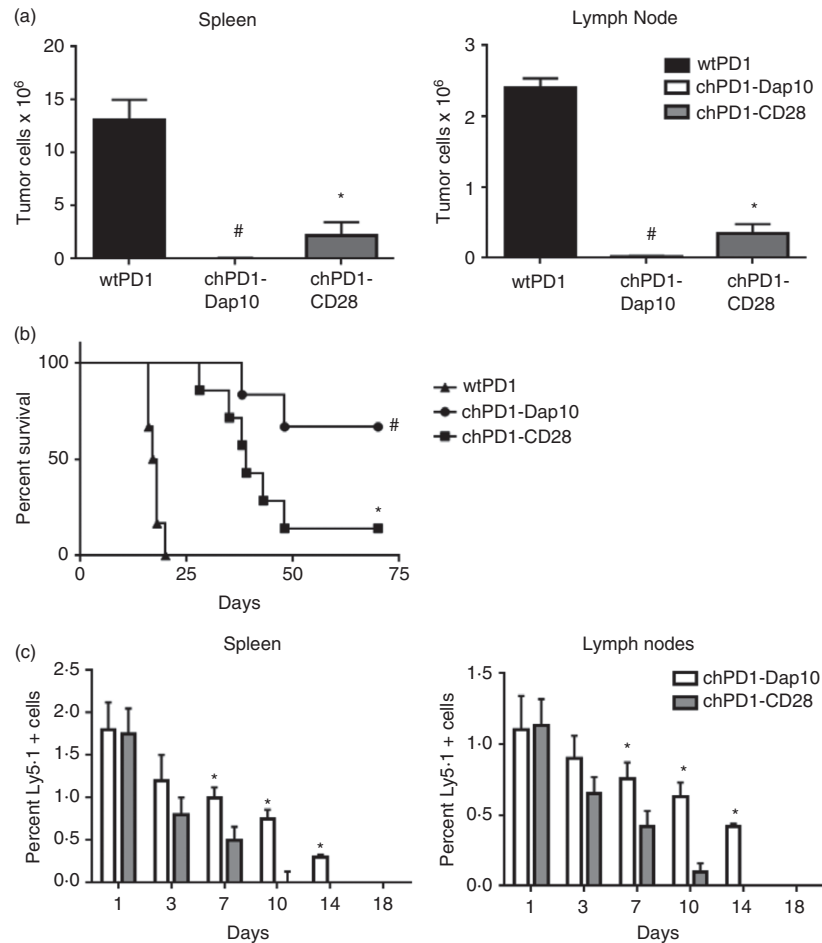 (a)
Spleen
20
15
10
5
0
Tumor cells x 10⁶
#
*
wtPD1
chPD1-
Dap10
chPD1-
CD28
Lymph Node
3
2
1
0
Tumor cells x 10⁶
#
*
wtPD1
chPD1-
Dap10
chPD1-
CD28
wtPD1
chPD1-Dap10
chPD1-CD28
(b)
100
50
0
Percent survival
0
25
50
75
Days
#
*
wtPD1
chPD1-Dap10
chPD1-CD28
(c)
Spleen
2·5
2·0
1·5
1·0
0·5
0·0
Percent Ly5·1 + cells
*
*
*
1
3
7
10
14
18
Days
Lymph nodes
1·5
1·0
0·5
0·0
Percent Ly5·1 + cells
*
*
*
1
3
7
10
14
18
Days
chPD1-Dap10
chPD1-CD28